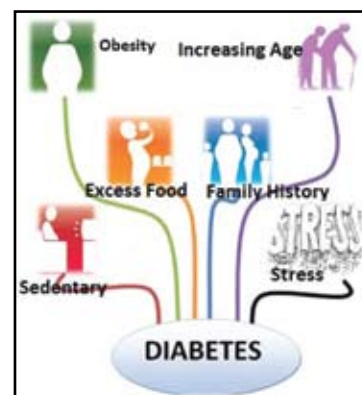 Obesity
Increasing Age
Excess Food
Family History
STRESS
Sedentary
Stress
DIABETES